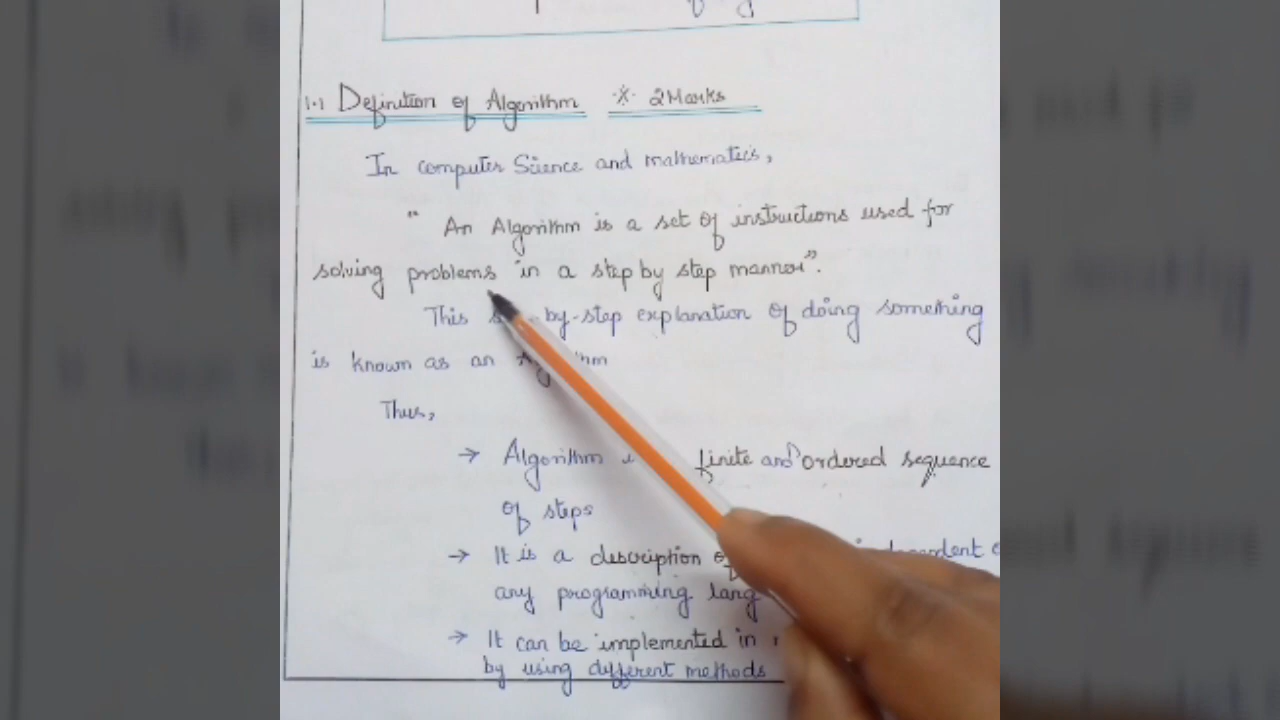 1.1 Definition of Algorithm * 2Marks
In computer Science and mathematics,
" An Algorithm is a set of instructions used for
solving problems in a step by step manner".
This by-step explanation of doing something
is known as an
Thus,
→ Algorithm finite and ordered sequence
of steps
→ It is a description
any programming lang
→ It can be implemented in
by using different methods